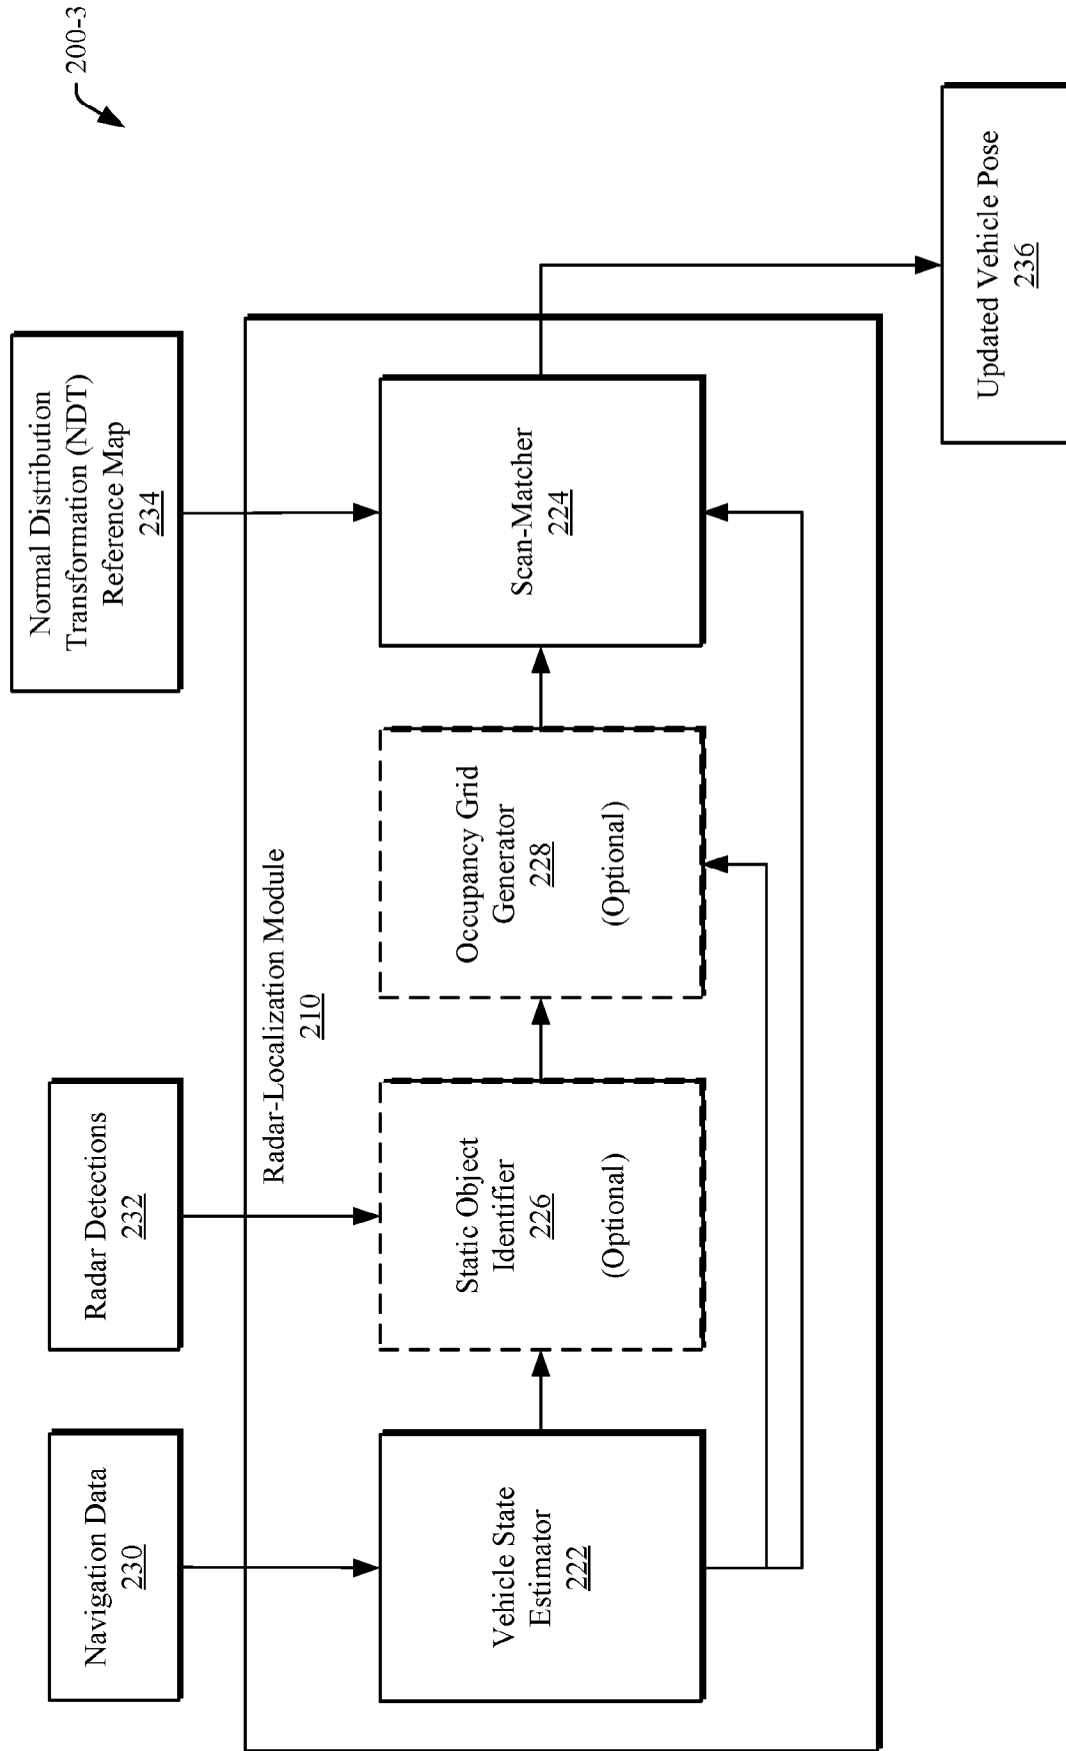 200-3
Navigation Data
230
Radar Detections
232
Normal Distribution
Transformation (NDT)
Reference Map
234
Radar-Localization Module
210
Vehicle State
Estimator
222
Static Object
Identifier
226
(Optional)
Occupancy Grid
Generator
228
(Optional)
Scan-Matcher
224
Updated Vehicle Pose
236